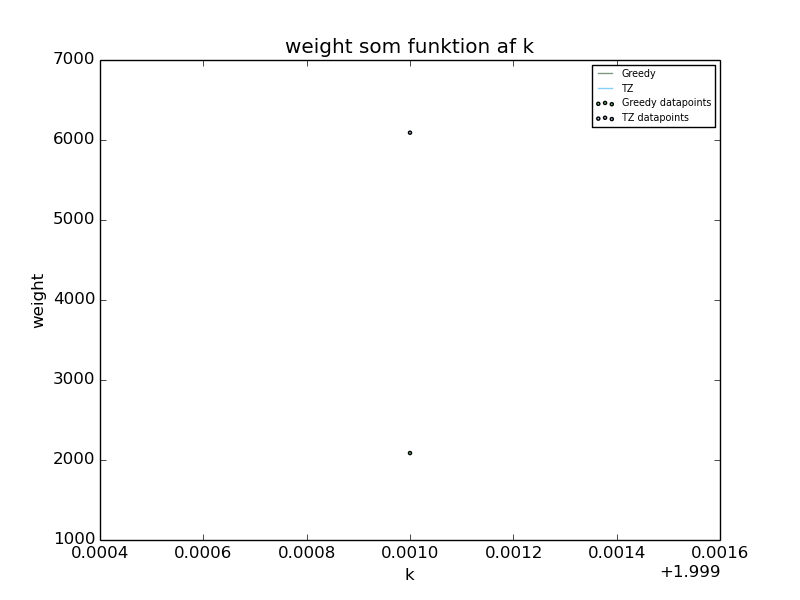 weight som funktion af k
7000
6000
5000
4000
3000
2000
1000
weight
Greedy
TZ
Greedy datapoints
TZ datapoints
0.0004 0.0006 0.0008 0.0010 0.0012 0.0014 0.0016
+1.999
k